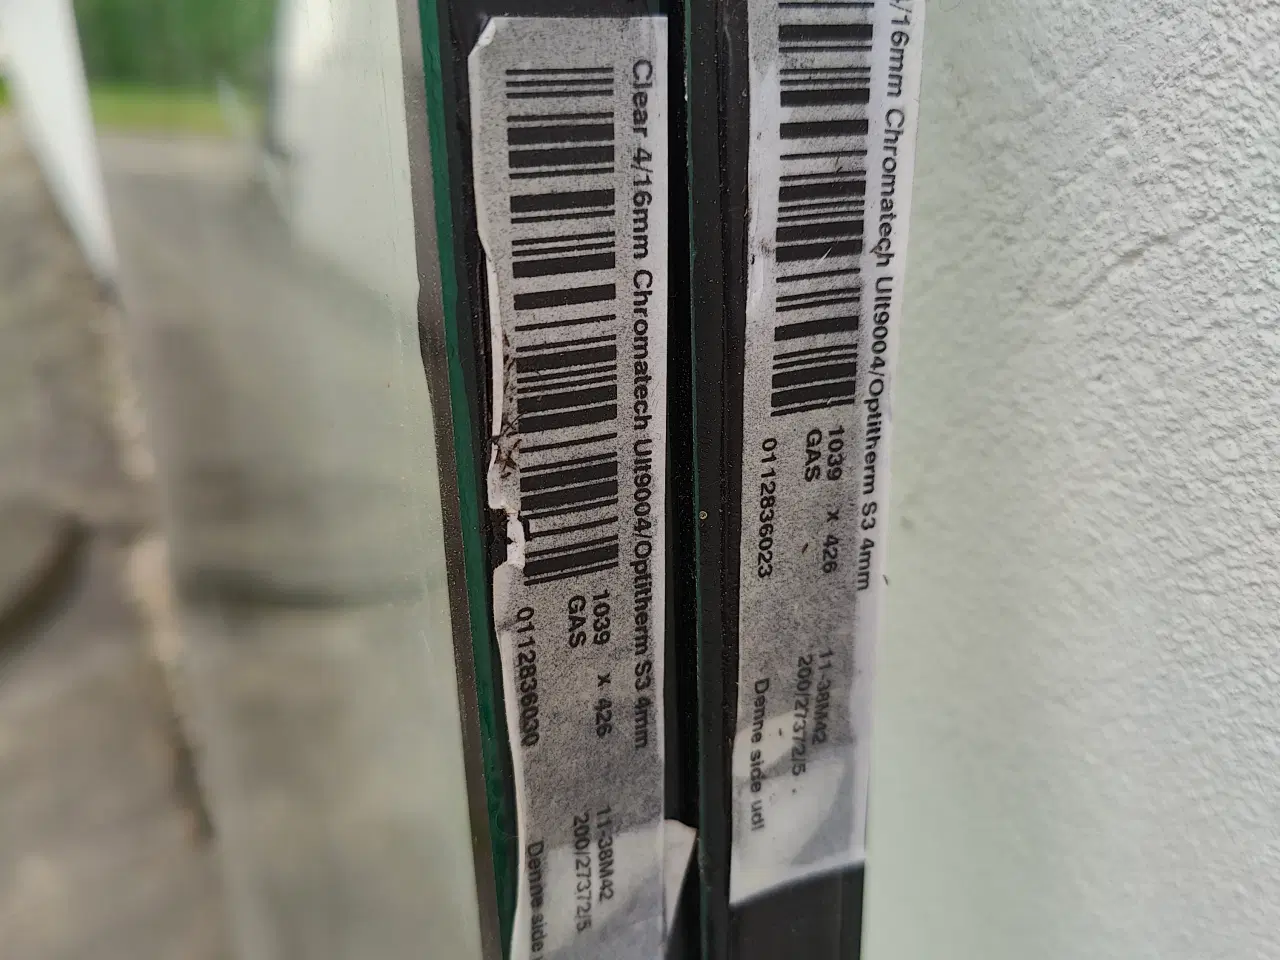 Clear 4/16mm Chromatech Ult9004/Optitherm S3 4mm
1039 x 426 11-38M42
GAS 200/27372/5
0112836030 Denne side
/16mm Chromatech Ult9004/Optitherm S3 4mm
1039 x 426 11-38M42
GAS 200/27372/5
0112836023 Denne side ud!